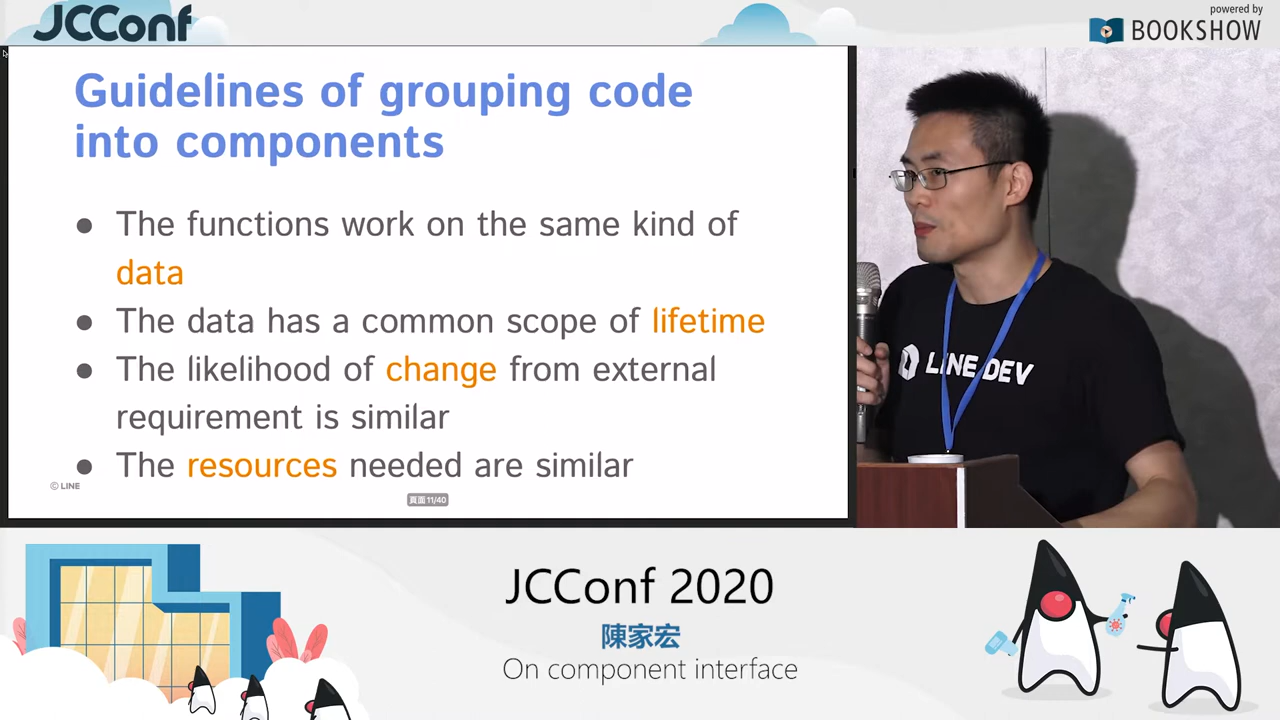 JCConf
powered by
BOOKSHOW
Guidelines of grouping code
into components
● The functions work on the same kind of
data
● The data has a common scope of lifetime
● The likelihood of change from external
requirement is similar
● The resources needed are similar
© LINE
頁面 11/40
LINE DEV
JCConf 2020
陳家宏
On component interface